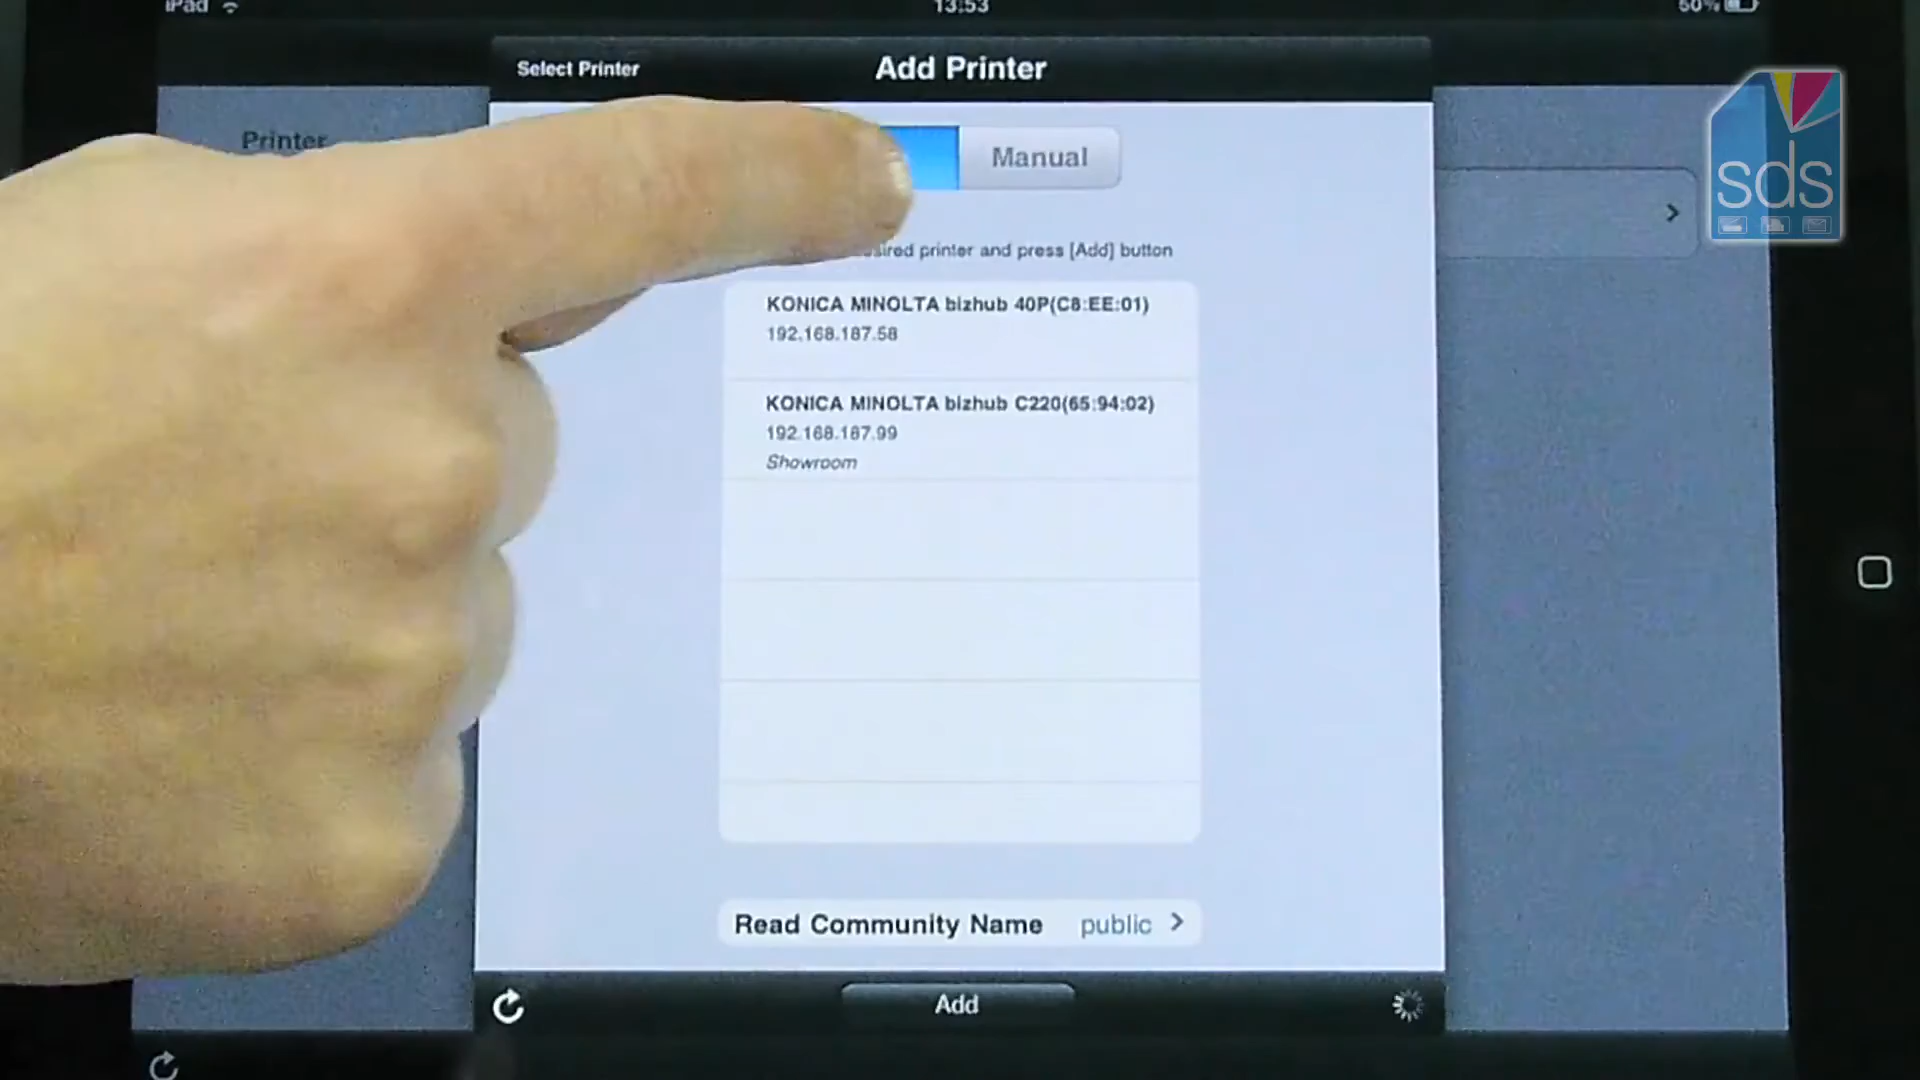 iPad
13:53
50%
Select Printer
Add Printer
Printer
Manual
printer and press [Add] button
KONICA MINOLTA bizhub 40P(C8:EE:01)
192.168.187.58
KONICA MINOLTA bizhub C220(65:94:02)
192.168.187.99
Showroom
Read Community Name public
Add
sds